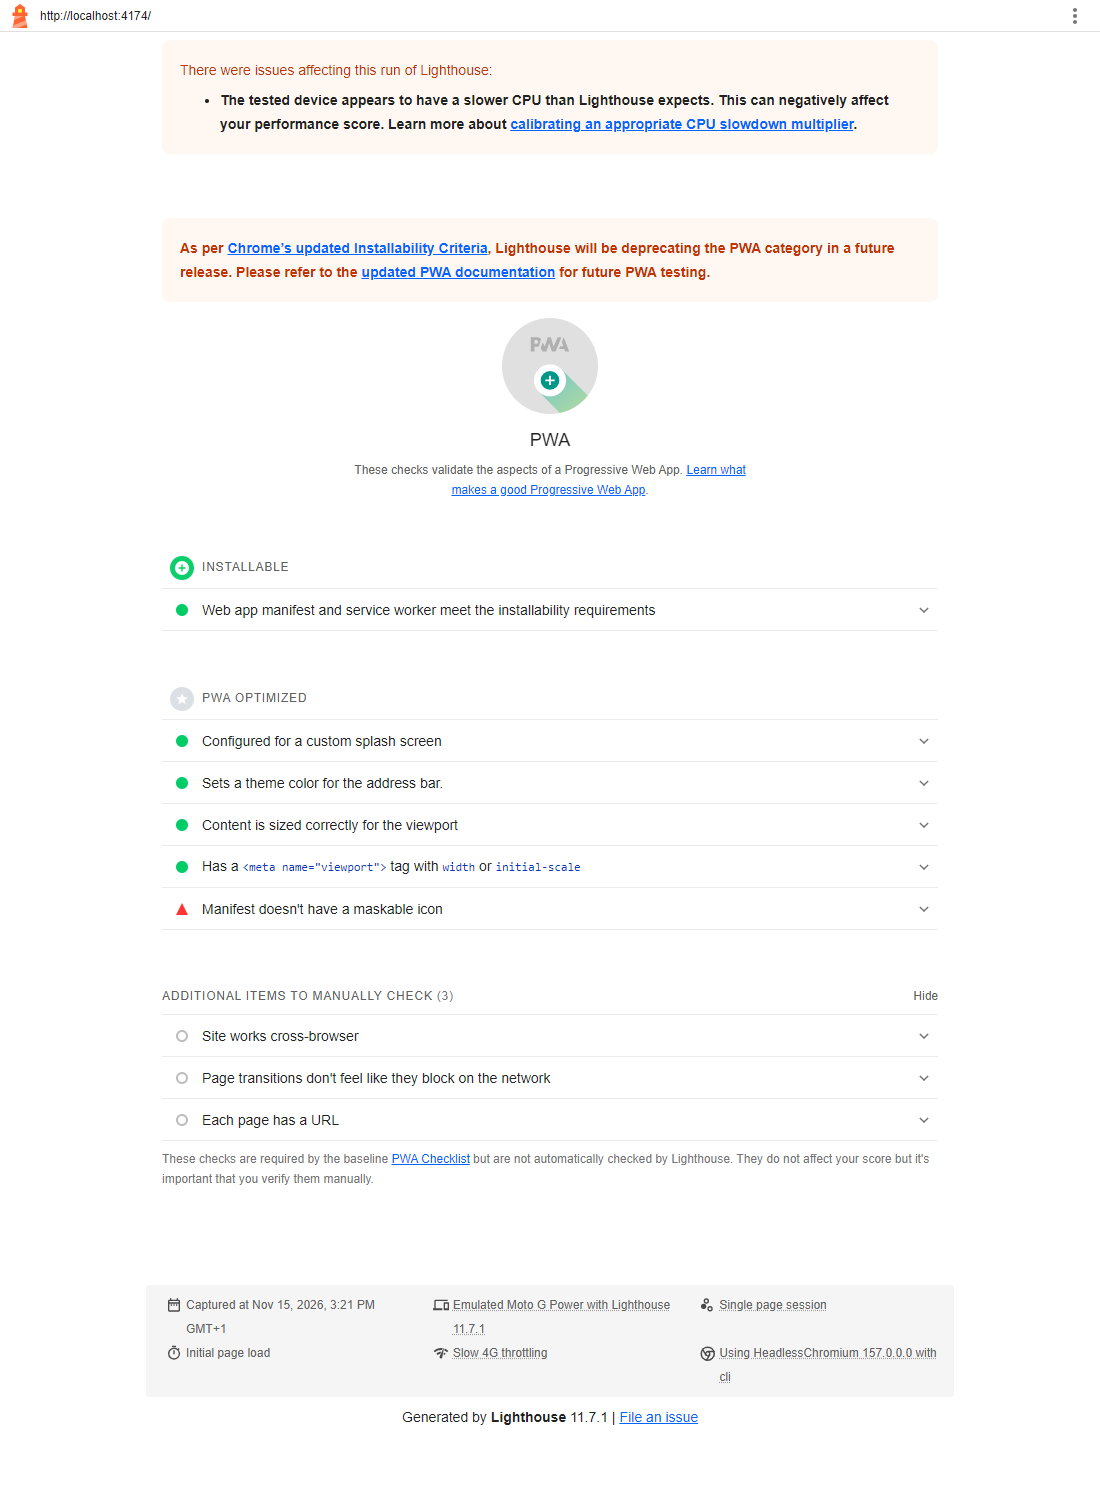 http://localhost:4174/
There were issues affecting this run of Lighthouse:
• The tested device appears to have a slower CPU than Lighthouse expects. This can negatively affect
your performance score. Learn more about calibrating an appropriate CPU slowdown multiplier.
As per Chrome’s updated Installability Criteria, Lighthouse will be deprecating the PWA category in a future
release. Please refer to the updated PWA documentation for future PWA testing.
PWA
PWA
These checks validate the aspects of a Progressive Web App. Learn what
makes a good Progressive Web App.
INSTALLABLE
Web app manifest and service worker meet the installability requirements
PWA OPTIMIZED
Configured for a custom splash screen
Sets a theme color for the address bar.
Content is sized correctly for the viewport
Has a <meta name="viewport"> tag with width or initial-scale
Manifest doesn't have a maskable icon
ADDITIONAL ITEMS TO MANUALLY CHECK (3) Hide
Site works cross-browser
Page transitions don't feel like they block on the network
Each page has a URL
These checks are required by the baseline PWA Checklist but are not automatically checked by Lighthouse. They do not affect your score but it's
important that you verify them manually.
Captured at Nov 15, 2026, 3:21 PM
GMT+1
Emulated Moto G Power with Lighthouse
11.7.1
Single page session
Initial page load
Slow 4G throttling
Using HeadlessChromium 157.0.0.0 with
cli
Generated by Lighthouse 11.7.1 | File an issue